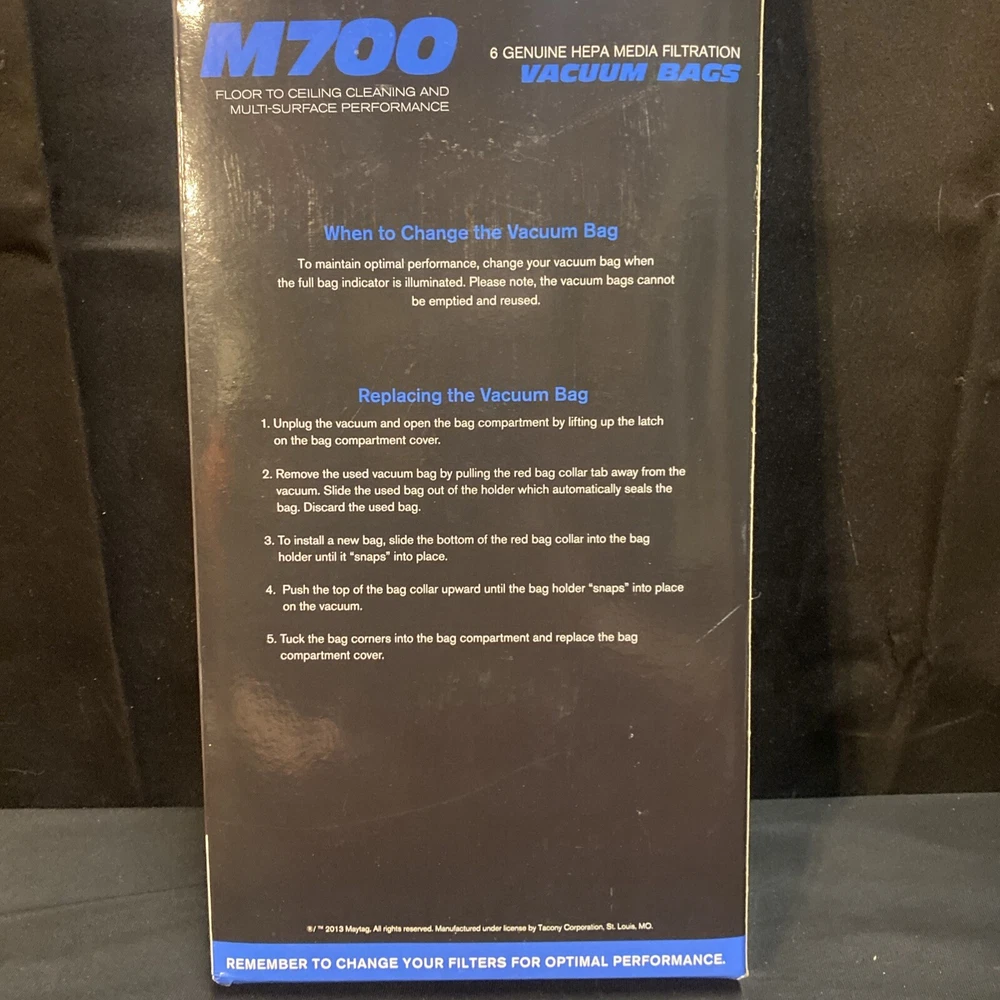 M700
FLOOR TO CEILING CLEANING AND
MULTI-SURFACE PERFORMANCE
6 GENUINE HEPA MEDIA FILTRATION
VACUUM BAGS
When to Change the Vacuum Bag
To maintain optimal performance, change your vacuum bag when
the full bag indicator is illuminated. Please note, the vacuum bags cannot
be emptied and reused.
Replacing the Vacuum Bag
1. Unplug the vacuum and open the bag compartment by lifting up the latch
on the bag compartment cover.
2. Remove the used vacuum bag by pulling the red bag collar tab away from the
vacuum. Slide the used bag out of the holder which automatically seals the
bag. Discard the used bag.
3. To install a new bag, slide the bottom of the red bag collar into the bag
holder until it “snaps” into place.
4. Push the top of the bag collar upward until the bag holder “snaps” into place
on the vacuum.
5. Tuck the bag corners into the bag compartment and replace the bag
compartment cover.
®/™ 2013 Maytag. All rights reserved. Manufactured under license by Tacony Corporation, St. Louis, MO.
REMEMBER TO CHANGE YOUR FILTERS FOR OPTIMAL PERFORMANCE.